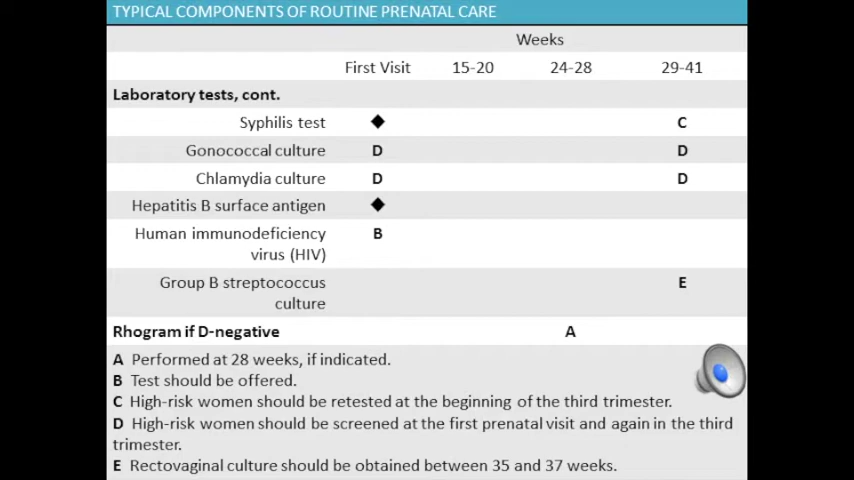 TYPICAL COMPONENTS OF ROUTINE PRENATAL CARE
Weeks
First Visit 15-20 24-28 29-41
Laboratory tests, cont.
Syphilis test ◆ C
Gonococcal culture D D
Chlamydia culture D D
Hepatitis B surface antigen ◆
Human immunodeficiency B
virus (HIV)
Group B streptococcus E
culture
Rhogram if D-negative A
A Performed at 28 weeks, if indicated.
B Test should be offered.
C High-risk women should be retested at the beginning of the third trimester.
D High-risk women should be screened at the first prenatal visit and again in the third
trimester.
E Rectovaginal culture should be obtained between 35 and 37 weeks.